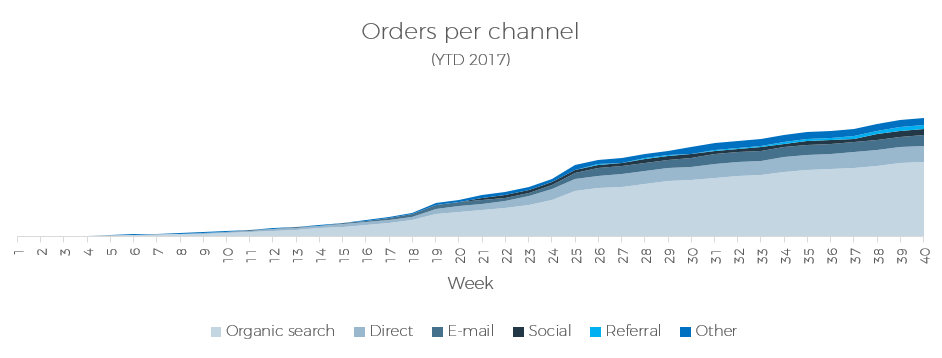 Orders per channel
(YTD 2017)
1 2 3 4 5 6 7 8 9 10 11 12 13 14 15 16 17 18 19 20 21 22 23 24 25 26 27 28 29 30 31 32 33 34 35 36 37 38 39 40
Week
Organic search Direct E-mail Social Referral Other